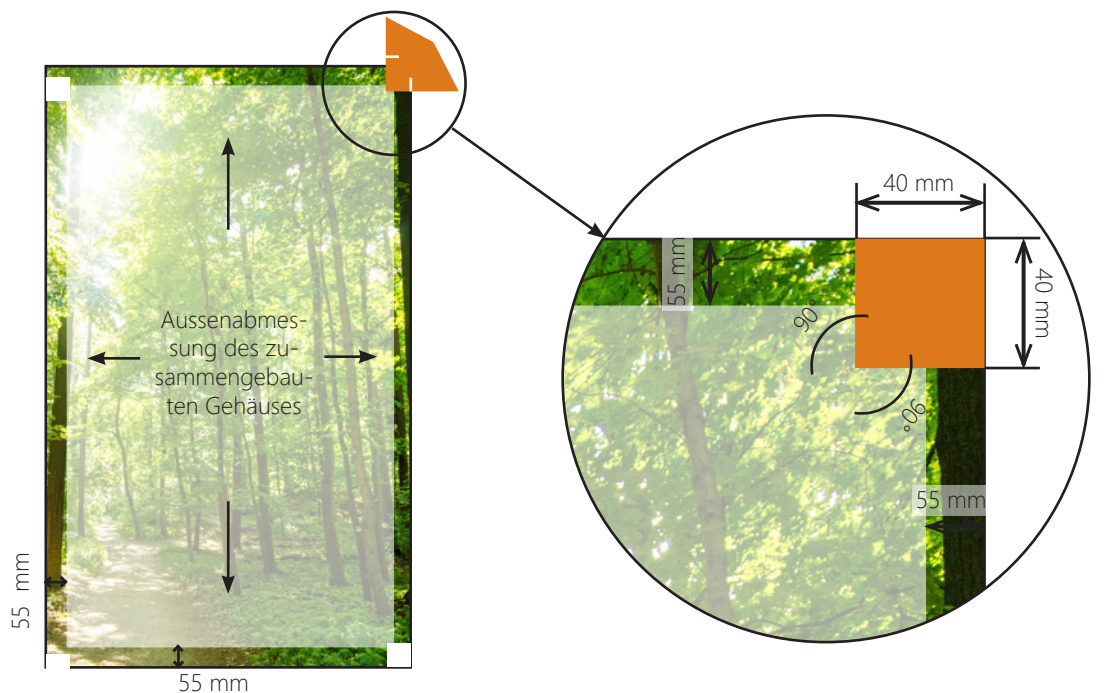 Aussenabmes-
sung des zu-
sammengebau-
ten Gehäuses
55 mm
55 mm
40 mm
40 mm
55 mm
90°
90°
55 mm